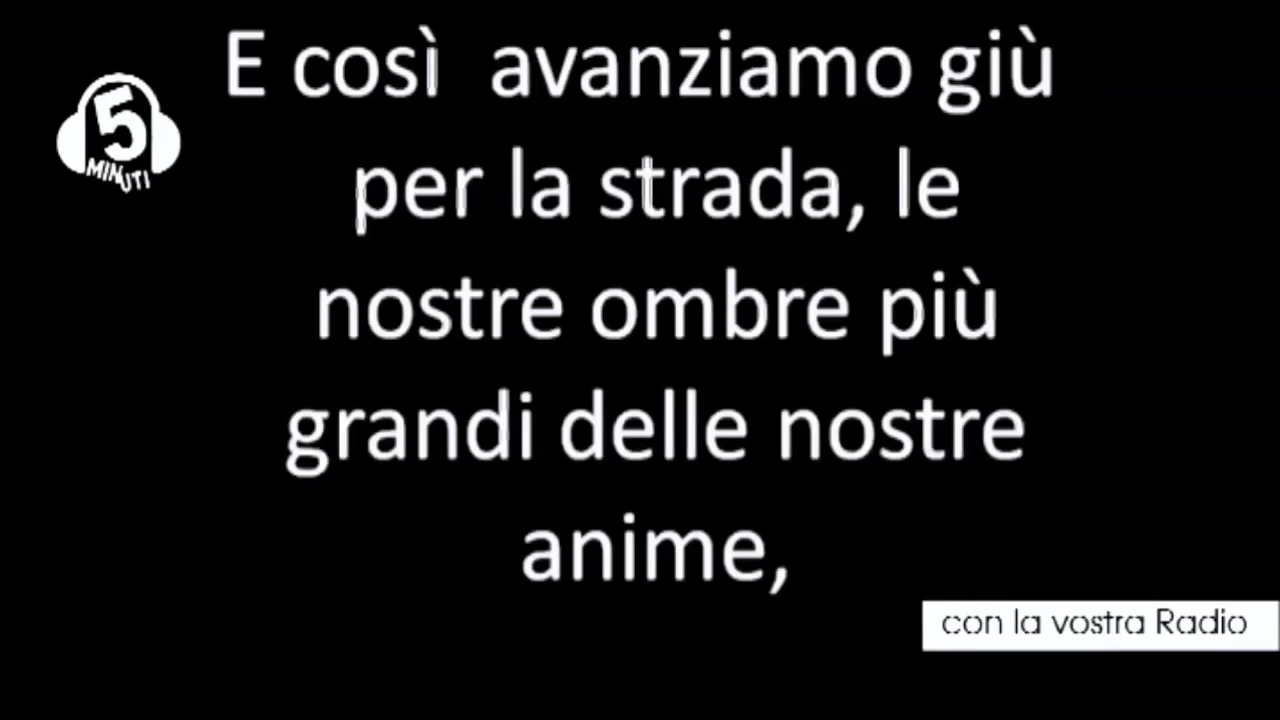 E così avanziamo giù
per la strada, le
nostre ombre più
grandi delle nostre
anime,
5
MINUTI
con la vostra Radio